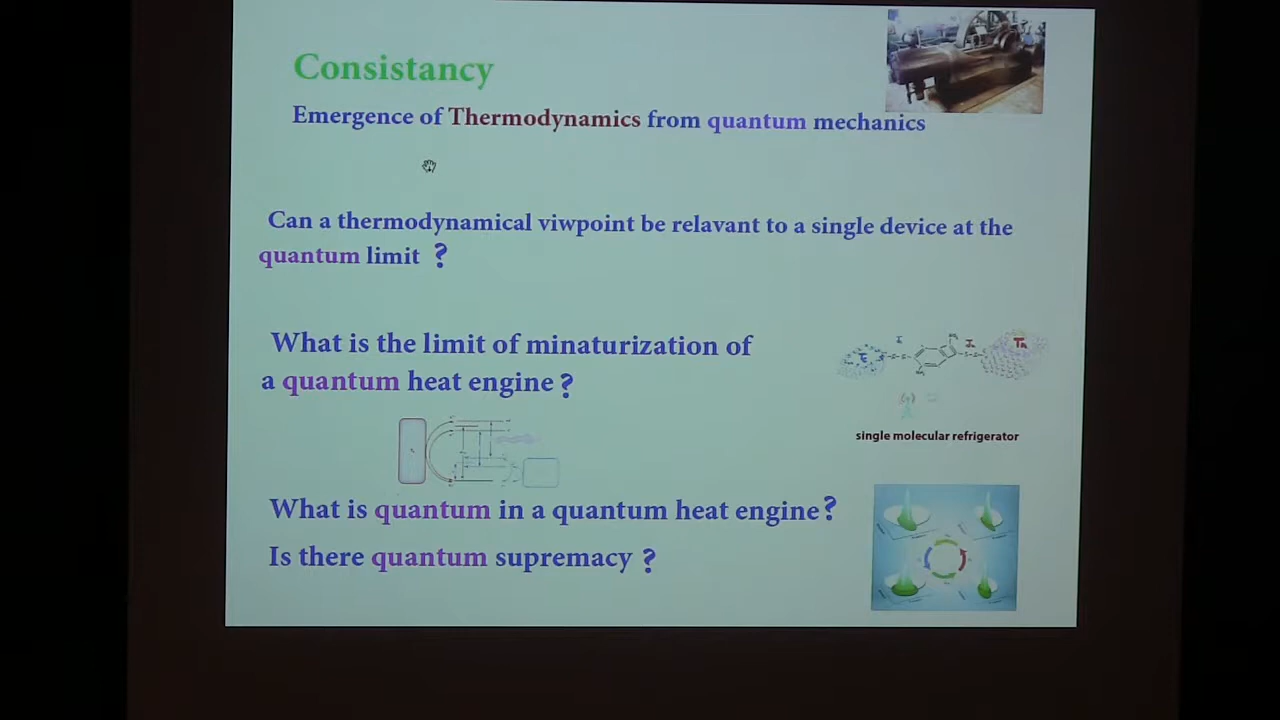 Consistancy
Emergence of Thermodynamics from quantum mechanics
Can a thermodynamical viwpoint be relavant to a single device at the
quantum limit ?
What is the limit of minaturization of
a quantum heat engine ?
single molecular refrigerator
What is quantum in a quantum heat engine?
Is there quantum supremacy ?